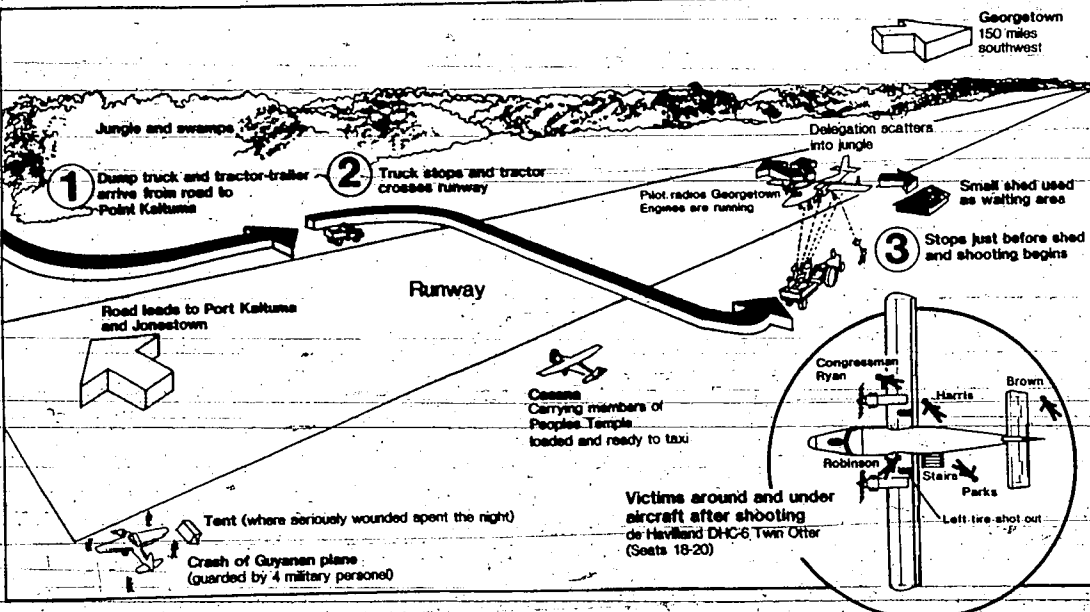 Georgetown
150 miles
southwest
Jungle and swamps
Delegation scatters
into jungle
1
Dump truck and tractor-trailer
arrive from road to
Point Kaituma
2
Truck stops and tractor
crosses runway
Pilot radios Georgetown
Engines are running
Small shed used
as waiting area
3
Stops just before shed
and shooting begins
Runway
Road leads to Port Kaituma
and Jonestown
Cessna
Carrying members of
Peoples Temple
loaded and ready to taxi
Congressman
Ryan
Harris
Brown
Robinson
Stairs
Parks
Left tire shot out
Victims around and under
aircraft after shooting
de Havilland DHC-6 Twin Otter
(Seats 18-20)
Tent (where seriously wounded spent the night)
Crash of Guyanan plane
(guarded by 4 military personel)